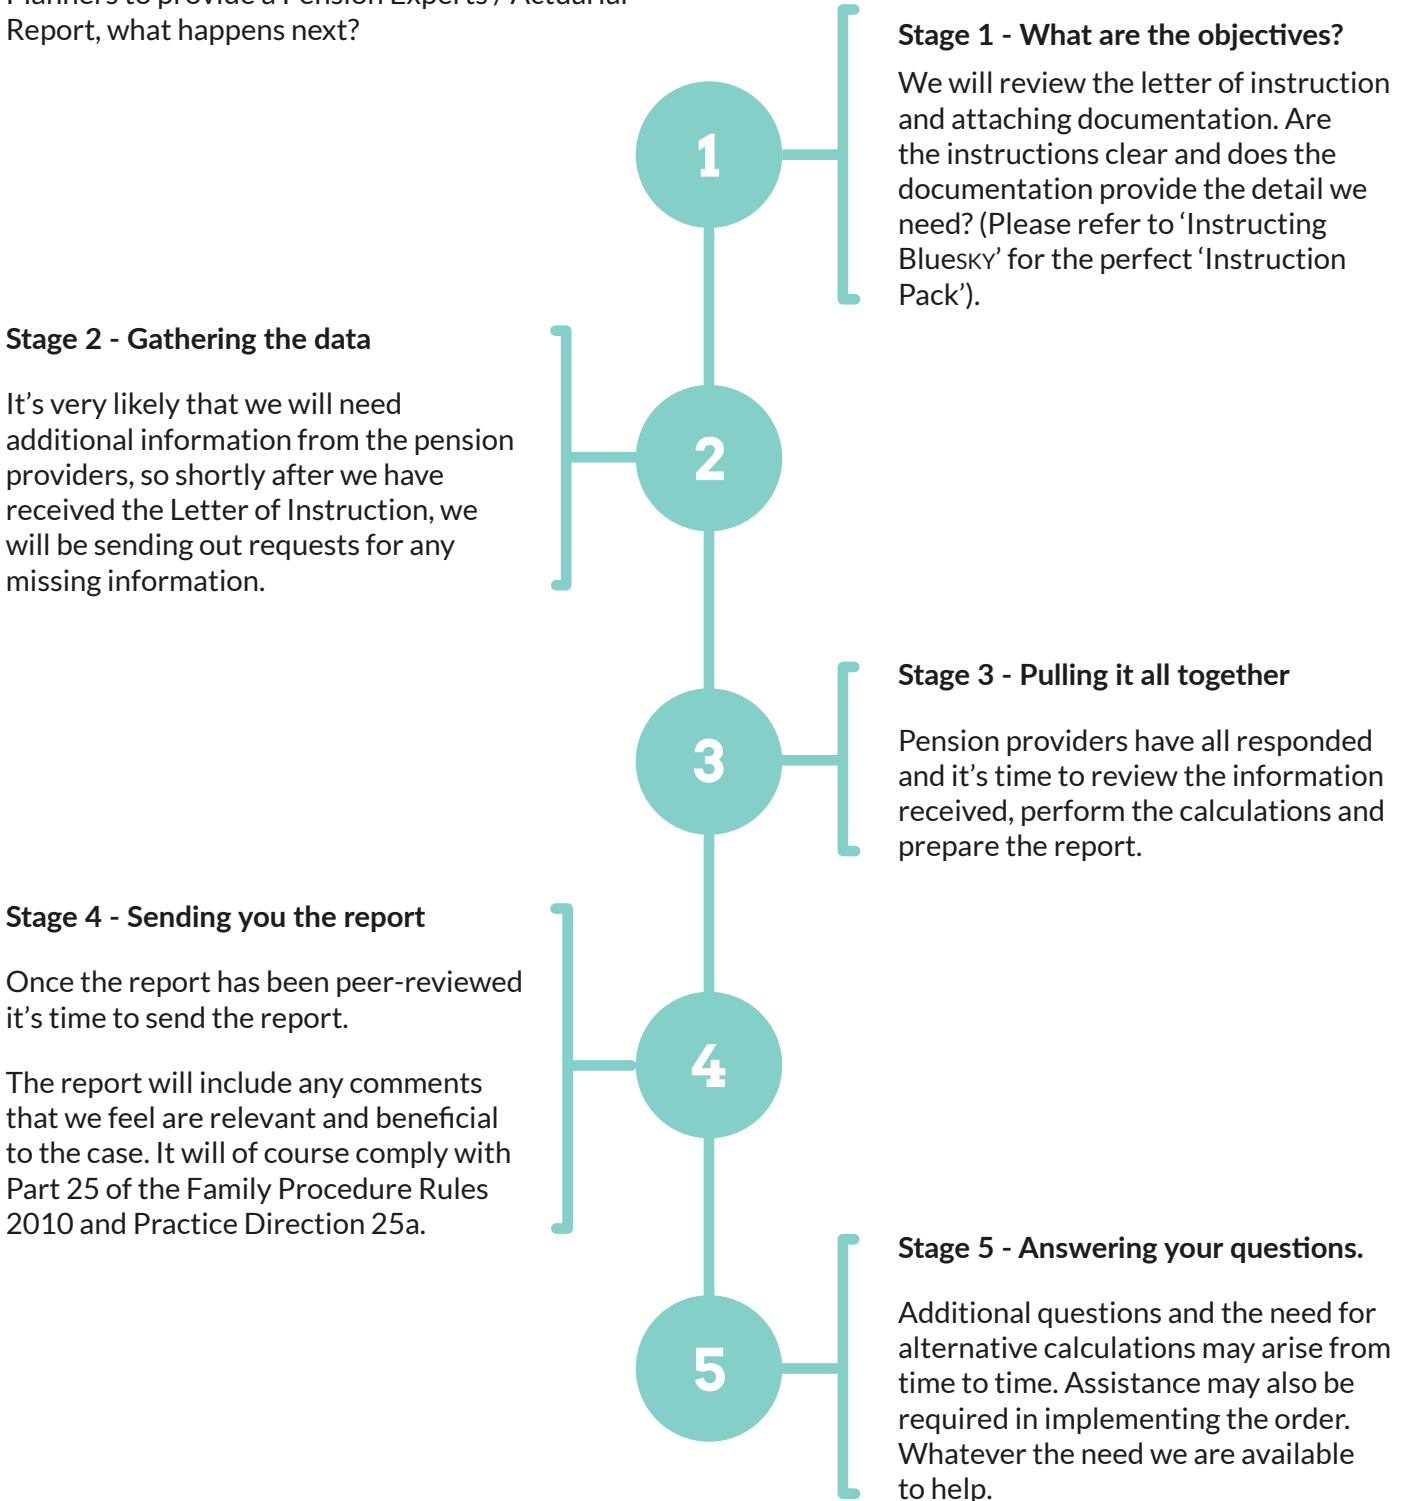 Planners to provide a Pension Experts / Actuarial
Report, what happens next?
1
Stage 1 - What are the objectives?
We will review the letter of instruction
and attaching documentation. Are
the instructions clear and does the
documentation provide the detail we
need? (Please refer to ‘Instructing
BlueSKY’ for the perfect ‘Instruction
Pack’).
2
Stage 2 - Gathering the data
It’s very likely that we will need
additional information from the pension
providers, so shortly after we have
received the Letter of Instruction, we
will be sending out requests for any
missing information.
3
Stage 3 - Pulling it all together
Pension providers have all responded
and it’s time to review the information
received, perform the calculations and
prepare the report.
4
Stage 4 - Sending you the report
Once the report has been peer-reviewed
it’s time to send the report.
The report will include any comments
that we feel are relevant and beneficial
to the case. It will of course comply with
Part 25 of the Family Procedure Rules
2010 and Practice Direction 25a.
5
Stage 5 - Answering your questions.
Additional questions and the need for
alternative calculations may arise from
time to time. Assistance may also be
required in implementing the order.
Whatever the need we are available
to help.